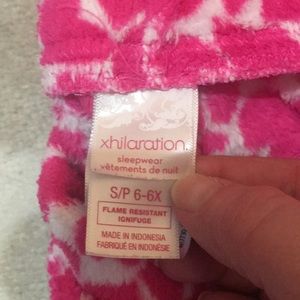 xhilaration
sleepwear
vêtements de nuit
S/P 6-6X
FLAME RESISTANT
IGNIFUGE
MADE IN INDONESIA
FABRIQUÉ EN INDONÉSIE